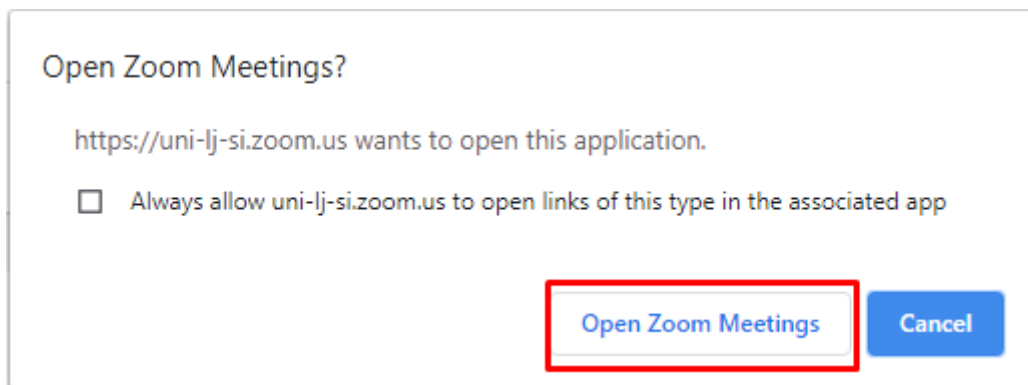 Open Zoom Meetings?
https://uni-lj-si.zoom.us wants to open this application.
Always allow uni-lj-si.zoom.us to open links of this type in the associated app
Open Zoom Meetings
Cancel